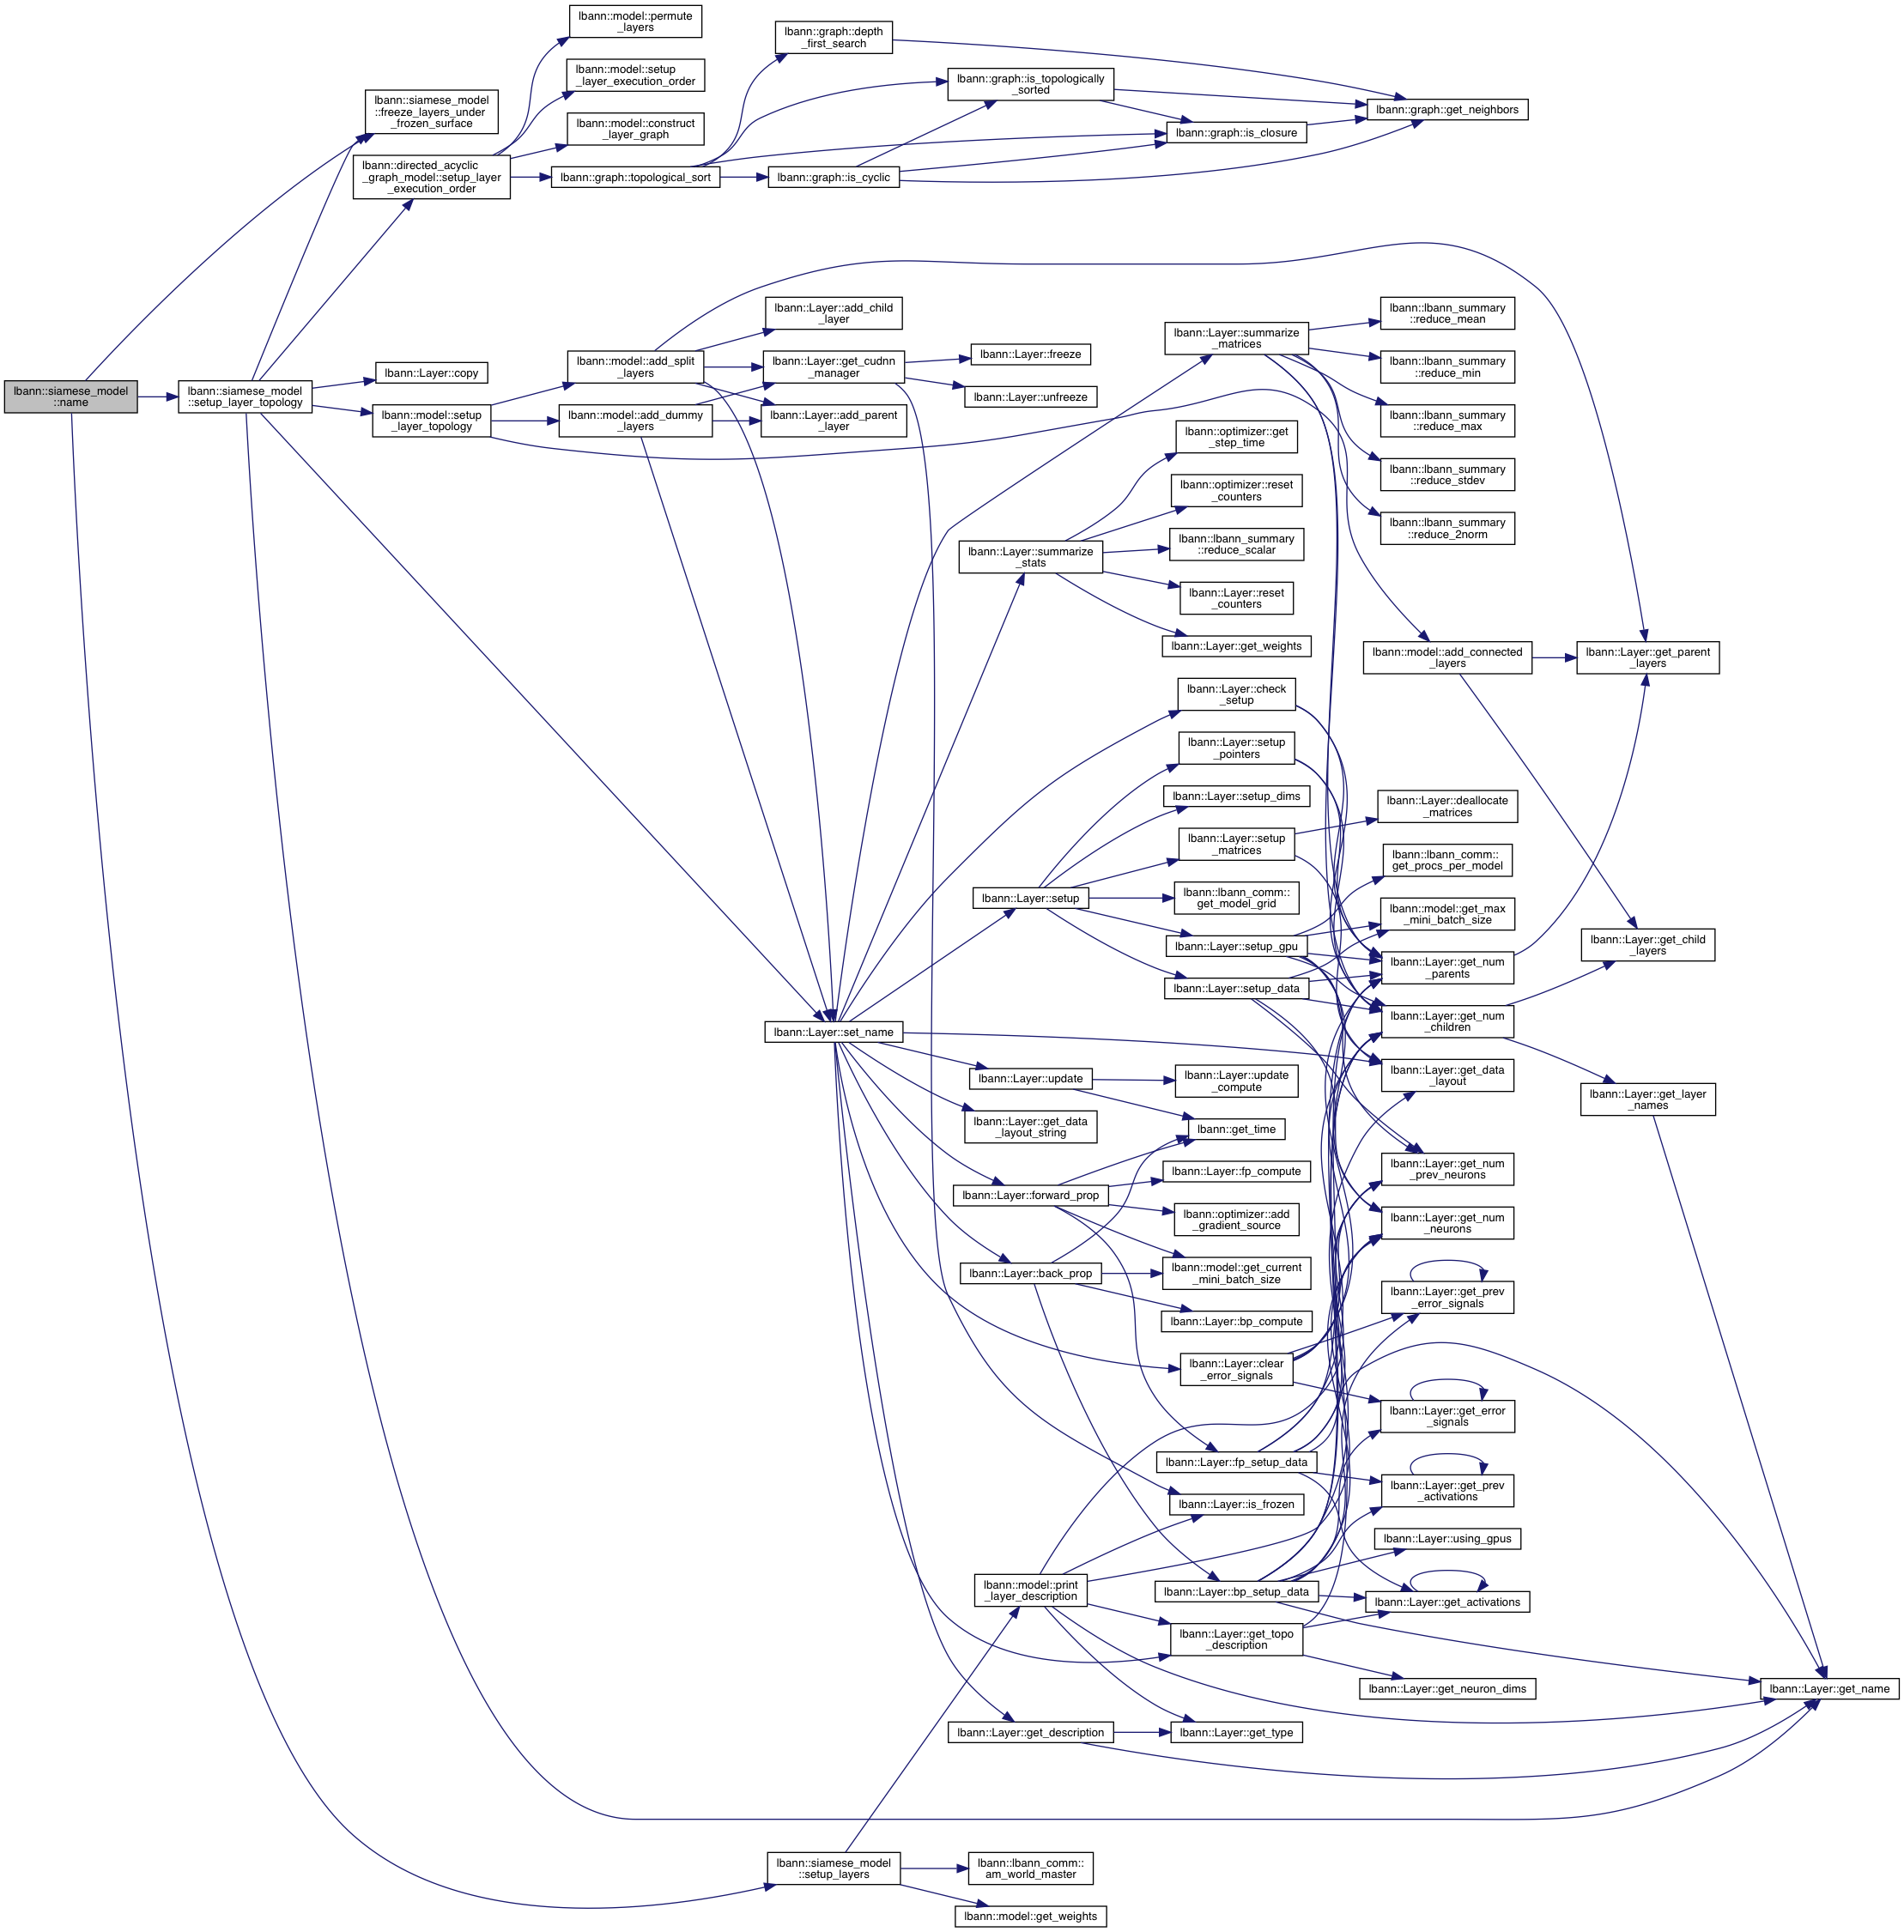 lbann::siamese_model
::name
lbann::siamese_model
::freeze_layers_under
_frozen_surface
lbann::siamese_model
::setup_layer_topology
lbann::directed_acyclic
_graph_model::setup_layer
_execution_order
lbann::Layer::copy
lbann::model::setup
_layer_topology
lbann::model::permute
_layers
lbann::model::setup
_layer_execution_order
lbann::model::construct
_layer_graph
lbann::graph::topological_sort
lbann::graph::depth
_first_search
lbann::graph::is_topologically
_sorted
lbann::graph::is_closure
lbann::graph::is_cyclic
lbann::graph::get_neighbors
lbann::model::add_split
_layers
lbann::model::add_dummy
_layers
lbann::Layer::add_child
_layer
lbann::Layer::get_cudnn
_manager
lbann::Layer::add_parent
_layer
lbann::Layer::freeze
lbann::Layer::unfreeze
lbann::Layer::set_name
lbann::siamese_model
::setup_layers
lbann::Layer::summarize
_stats
lbann::Layer::setup
lbann::Layer::update
lbann::Layer::get_data
_layout_string
lbann::Layer::forward_prop
lbann::Layer::back_prop
lbann::model::print
_layer_description
lbann::Layer::get_description
lbann::lbann_comm::
am_world_master
lbann::model::get_weights
lbann::Layer::summarize
_matrices
lbann::optimizer::get
_step_time
lbann::optimizer::reset
_counters
lbann::lbann_summary
::reduce_scalar
lbann::Layer::reset
_counters
lbann::Layer::get_weights
lbann::Layer::check
_setup
lbann::Layer::setup
_pointers
lbann::Layer::setup_dims
lbann::Layer::setup
_matrices
lbann::lbann_comm::
get_model_grid
lbann::Layer::setup_gpu
lbann::Layer::setup_data
lbann::Layer::update
_compute
lbann::get_time
lbann::Layer::fp_compute
lbann::optimizer::add
_gradient_source
lbann::model::get_current
_mini_batch_size
lbann::Layer::bp_compute
lbann::Layer::clear
_error_signals
lbann::Layer::fp_setup_data
lbann::Layer::is_frozen
lbann::Layer::bp_setup_data
lbann::Layer::get_topo
_description
lbann::Layer::get_type
lbann::lbann_summary
::reduce_mean
lbann::lbann_summary
::reduce_min
lbann::lbann_summary
::reduce_max
lbann::lbann_summary
::reduce_stdev
lbann::lbann_summary
::reduce_2norm
lbann::model::add_connected
_layers
lbann::Layer::deallocate
_matrices
lbann::lbann_comm::
get_procs_per_model
lbann::model::get_max
_mini_batch_size
lbann::Layer::get_num
_parents
lbann::Layer::get_num
_children
lbann::Layer::get_data
_layout
lbann::Layer::get_num
_prev_neurons
lbann::Layer::get_num
_neurons
lbann::Layer::get_prev
_error_signals
lbann::Layer::get_error
_signals
lbann::Layer::get_prev
_activations
lbann::Layer::using_gpus
lbann::Layer::get_activations
lbann::Layer::get_neuron_dims
lbann::Layer::get_parent
_layers
lbann::Layer::get_child
_layers
lbann::Layer::get_layer
_names
lbann::Layer::get_name